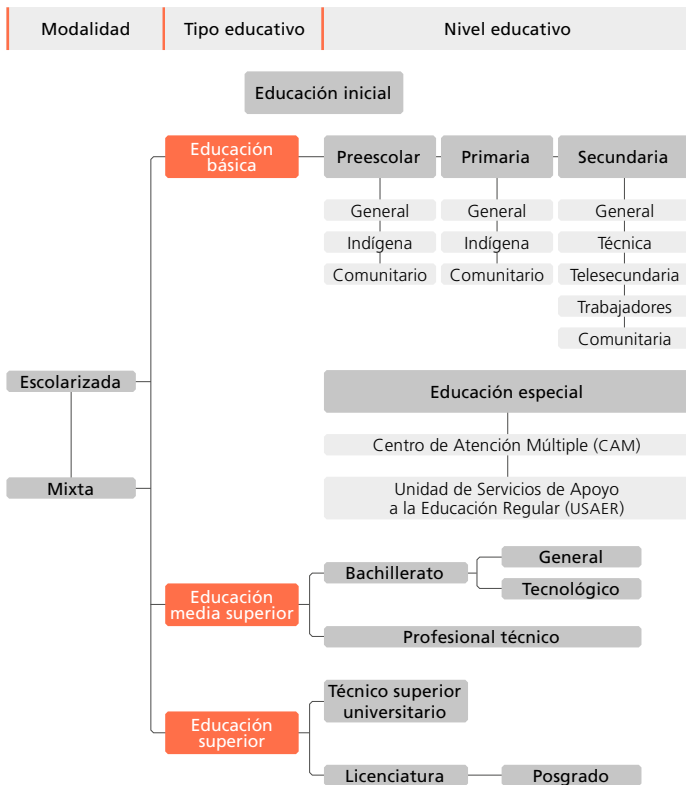 Modalidad
Tipo educativo
Nivel educativo
Educación inicial
Educación
básica
Preescolar
Primaria
Secundaria
General
General
General
Indígena
Indígena
Técnica
Comunitario
Comunitario
Telesecundaria
Trabajadores
Comunitaria
Escolarizada
Mixta
Educación especial
Centro de Atención Múltiple (CAM)
Unidad de Servicios de Apoyo
a la Educación Regular (USAER)
Educación
media superior
Bachillerato
General
Tecnológico
Profesional técnico
Educación
superior
Técnico superior
universitario
Licenciatura
Posgrado